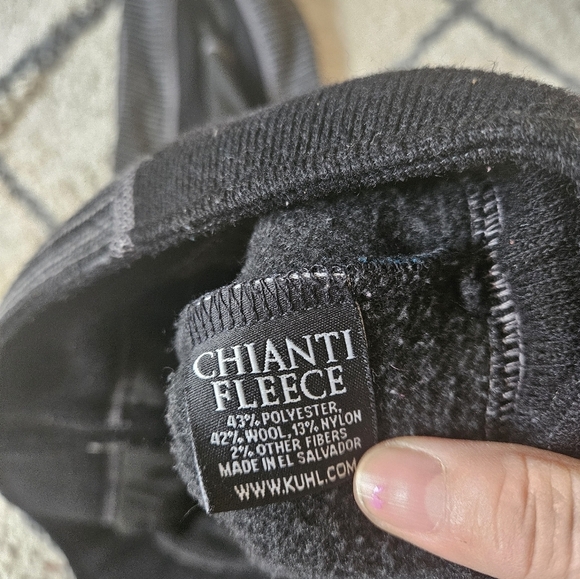 CHIANTI
FLEECE
43% POLYESTER,
42% WOOL, 13% NYLON
2% OTHER FIBERS
MADE IN EL SALVADOR
WWW.KUHL.COM